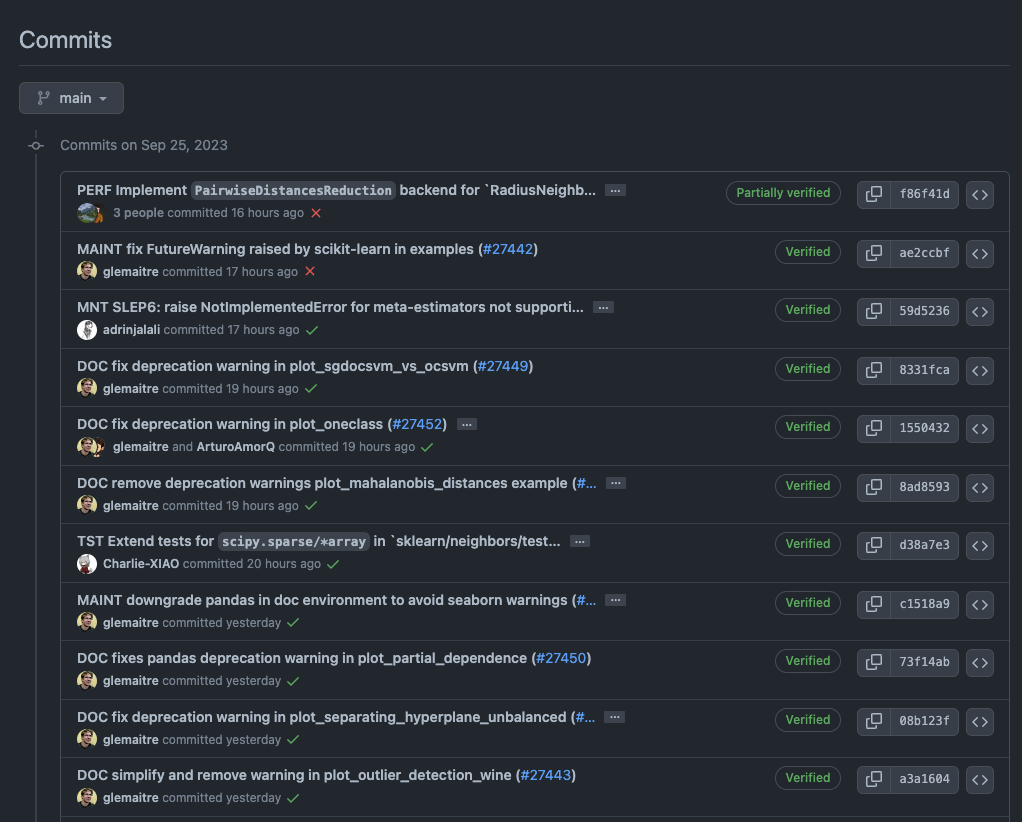 Commits
main
Commits on Sep 25, 2023
PERF Implement PairwiseDistancesReduction backend for `RadiusNeighb... … Partially verified f86f41d
3 people committed 16 hours ago
MAINT fix FutureWarning raised by scikit-learn in examples (#27442) Verified ae2ccbf
glemaitre committed 17 hours ago
MNT SLEP6: raise NotImplementedError for meta-estimators not supporti... … Verified 59d5236
adrinjalali committed 17 hours ago
DOC fix deprecation warning in plot_sgdocsvm_vs_ocsvm (#27449) Verified 8331fca
glemaitre committed 19 hours ago
DOC fix deprecation warning in plot_oneclass (#27452) … Verified 1550432
glemaitre and ArturoAmorQ committed 19 hours ago
DOC remove deprecation warnings plot_mahalanobis_distances example (#... … Verified 8ad8593
glemaitre committed 19 hours ago
TST Extend tests for scipy.sparse/*array in `sklearn/neighbors/test... … Verified d38a7e3
Charlie-XIAO committed 20 hours ago
MAINT downgrade pandas in doc environment to avoid seaborn warnings (#... … Verified c1518a9
glemaitre committed yesterday
DOC fixes pandas deprecation warning in plot_partial_dependence (#27450) Verified 73f14ab
glemaitre committed yesterday
DOC fix deprecation warning in plot_separating_hyperplane_unbalanced (#... … Verified 08b123f
glemaitre committed yesterday
DOC simplify and remove warning in plot_outlier_detection_wine (#27443) Verified a3a1604
glemaitre committed yesterday